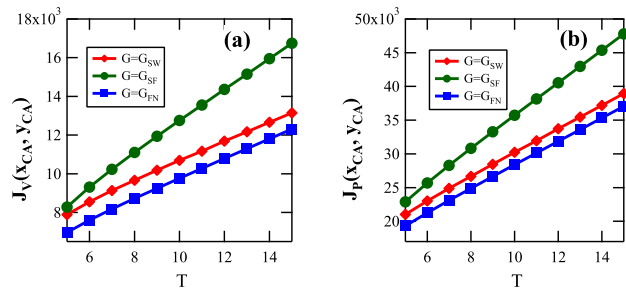 18x10³
16
14
12
10
8
6 8 10 12 14
T
J_V(x_CA, y_CA)
(a)
G=G_SW
G=G_SF
G=G_FN
50x10³
45
40
35
30
25
20
6 8 10 12 14
T
J_P(x_CA, y_CA)
(b)
G=G_SW
G=G_SF
G=G_FN